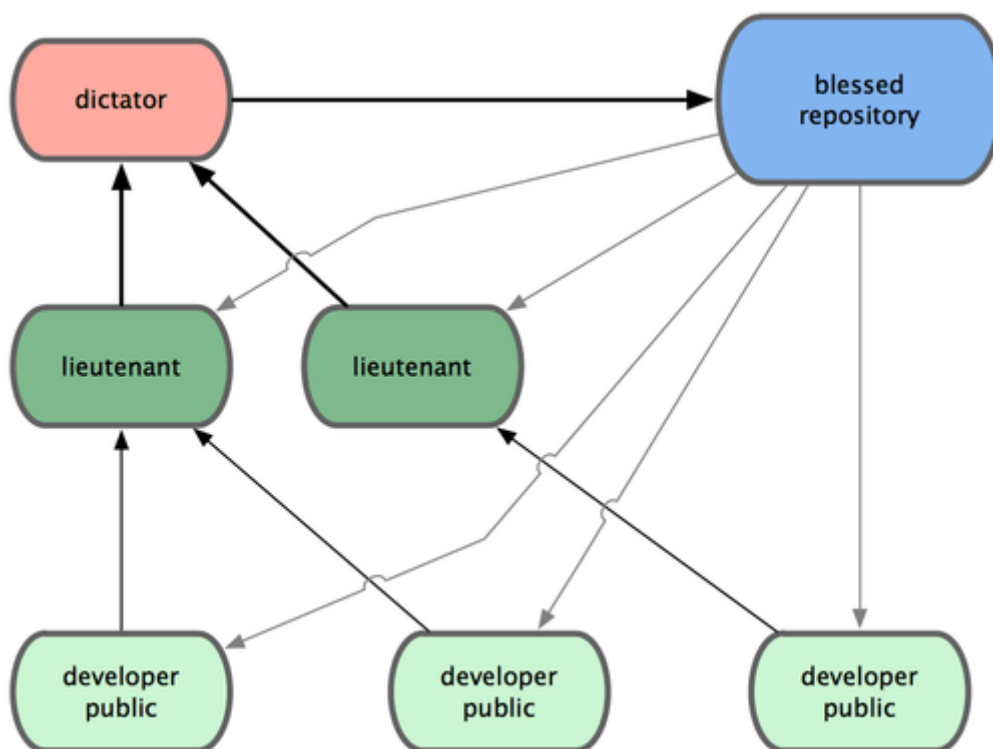 dictator
blessed
repository
lieutenant
lieutenant
developer
public
developer
public
developer
public